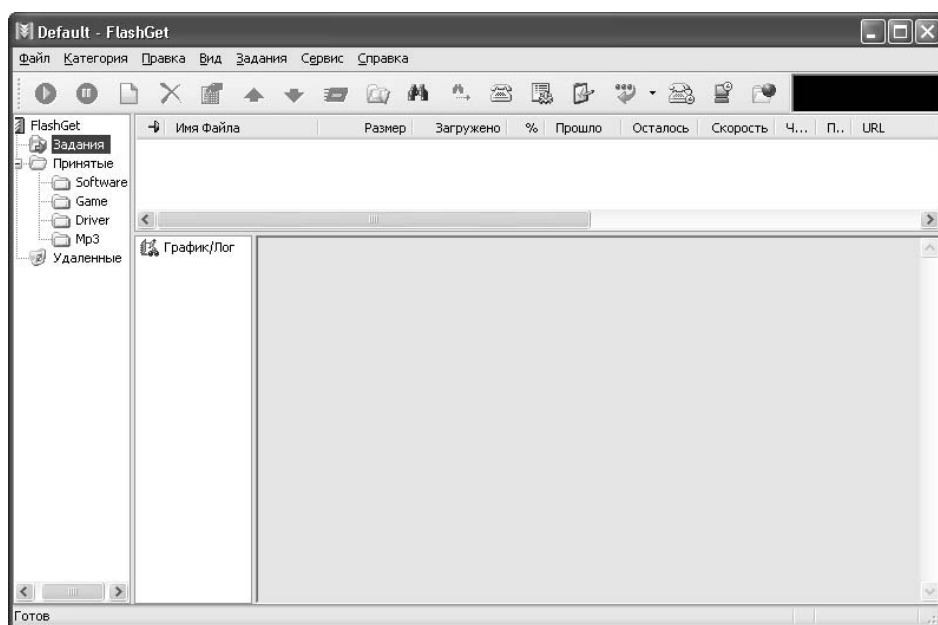 Default - FlashGet
Файл Категория Правка Вид Задания Сервис Справка
FlashGet
Задания
Принятые
Software
Game
Driver
Mp3
Удаленные
Имя Файла Размер Загружено % Прошло Осталось Скорость Ч... П.. URL
График/Лог
Готов